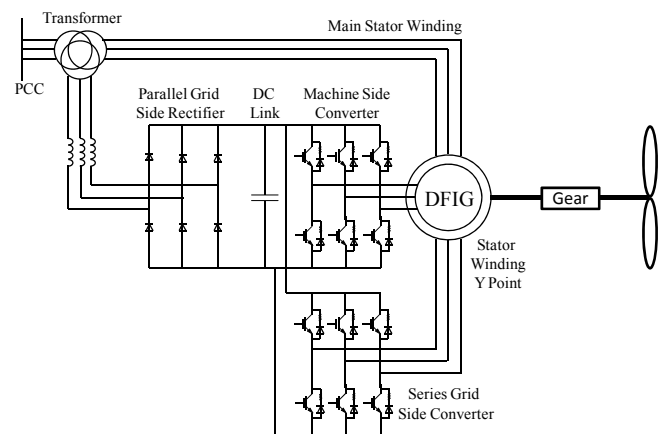 Transformer
Main Stator Winding
PCC
Parallel Grid
Side Rectifier
DC
Link
Machine Side
Converter
DFIG
Gear
Stator
Winding
Y Point
Series Grid
Side Converter